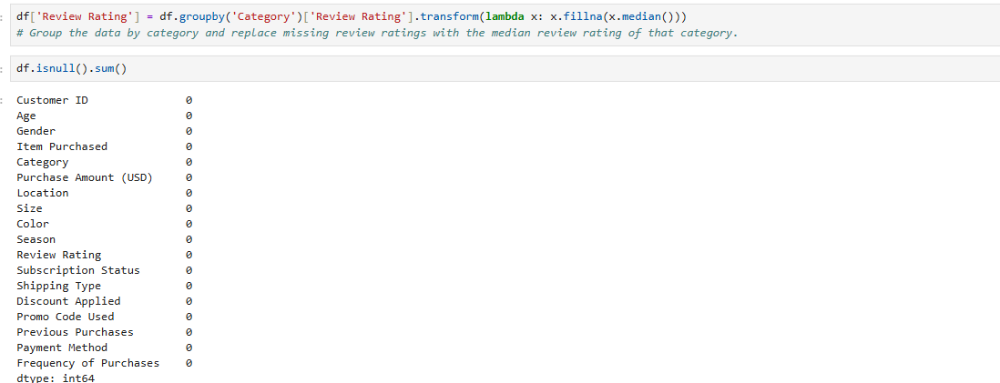 df['Review Rating'] = df.groupby('Category')['Review Rating'].transform(lambda x: x.fillna(x.median()))
# Group the data by category and replace missing review ratings with the median review rating of that category.
df.isnull().sum()
Customer ID 0
Age 0
Gender 0
Item Purchased 0
Category 0
Purchase Amount (USD) 0
Location 0
Size 0
Color 0
Season 0
Review Rating 0
Subscription Status 0
Shipping Type 0
Discount Applied 0
Promo Code Used 0
Previous Purchases 0
Payment Method 0
Frequency of Purchases 0
dtype: int64